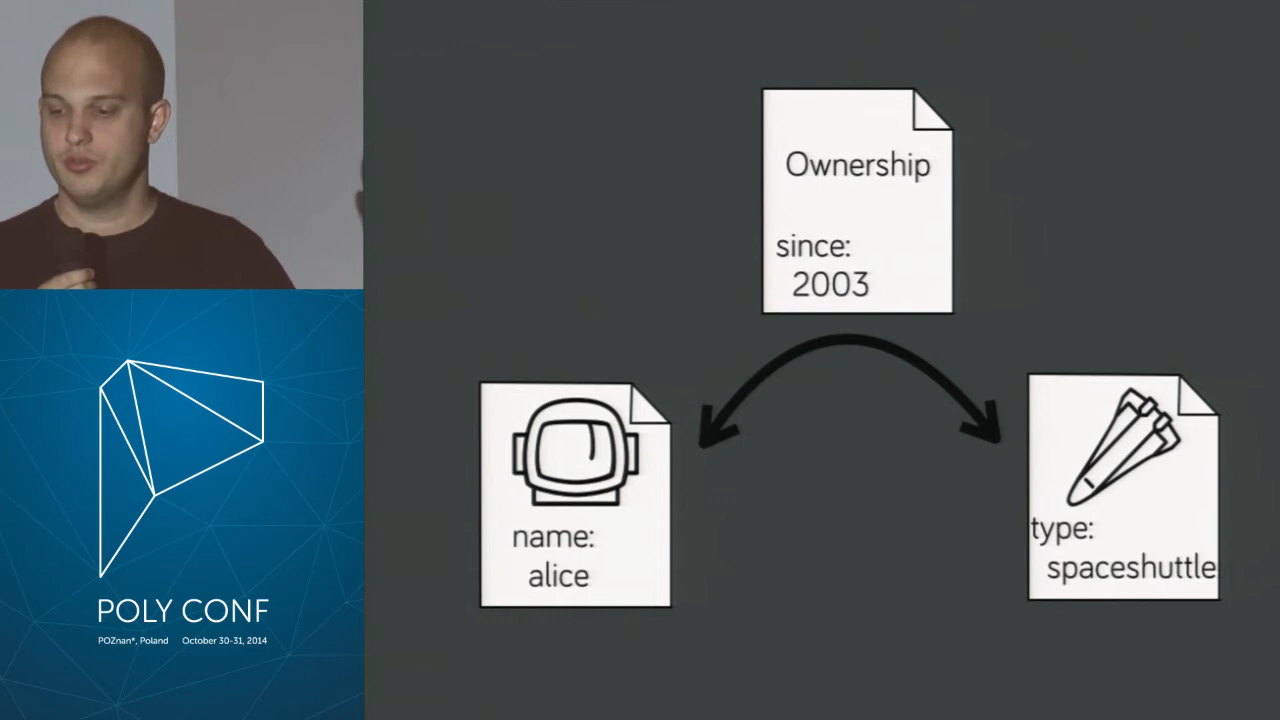 Ownership
since:
2003
name:
alice
type:
spaceshuttle
POLY CONF
POZnan*, Poland October 30-31, 2014